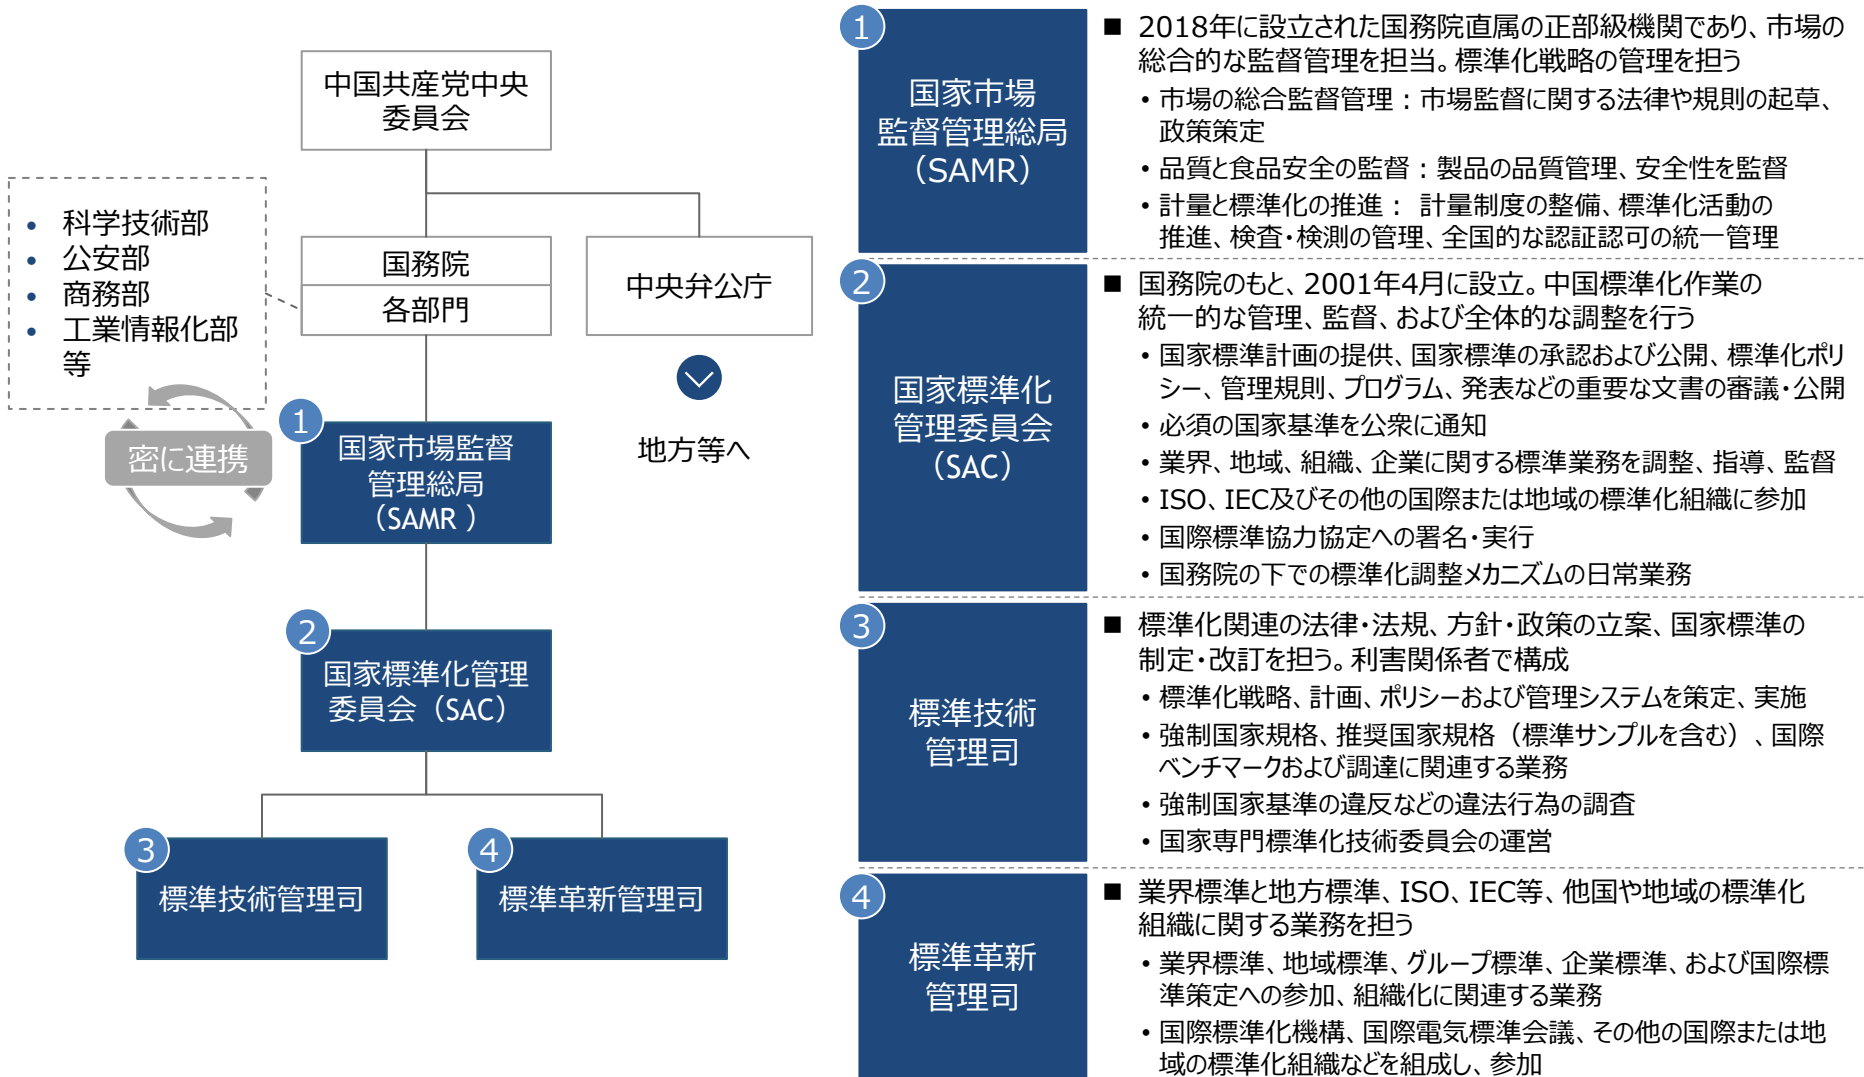 中国共産党中央
委員会
• 科学技術部
• 公安部
• 商務部
• 工業情報化部
等
国務院
各部門
中央弁公庁
地方等へ
密に連携
1
国家市場監督
管理総局
（SAMR ）
2
国家標準化管理
委員会（SAC）
3
標準技術管理司
4
標準革新管理司
1
国家市場
監督管理総局
（SAMR）
■ 2018年に設立された国務院直属の正部級機関であり、市場の
総合的な監督管理を担当。標準化戦略の管理を担う
• 市場の総合監督管理：市場監督に関する法律や規則の起草、
政策策定
• 品質と食品安全の監督：製品の品質管理、安全性を監督
• 計量と標準化の推進： 計量制度の整備、標準化活動の
推進、検査・検測の管理、全国的な認証認可の統一管理
2
国家標準化
管理委員会
（SAC）
■ 国務院のもと、2001年4月に設立。中国標準化作業の
統一的な管理、監督、および全体的な調整を行う
• 国家標準計画の提供、国家標準の承認および公開、標準化ポリ
シー、管理規則、プログラム、発表などの重要な文書の審議・公開
• 必須の国家基準を公衆に通知
• 業界、地域、組織、企業に関する標準業務を調整、指導、監督
• ISO、IEC及びその他の国際または地域の標準化組織に参加
• 国際標準協力協定への署名・実行
• 国務院の下での標準化調整メカニズムの日常業務
3
標準技術
管理司
■ 標準化関連の法律・法規、方針・政策の立案、国家標準の
制定・改訂を担う。利害関係者で構成
• 標準化戦略、計画、ポリシーおよび管理システムを策定、実施
• 強制国家規格、推奨国家規格（標準サンプルを含む）、国際
ベンチマークおよび調達に関連する業務
• 強制国家基準の違反などの違法行為の調査
• 国家専門標準化技術委員会の運営
4
標準革新
管理司
■ 業界標準と地方標準、ISO、IEC等、他国や地域の標準化
組織に関する業務を担う
• 業界標準、地域標準、グループ標準、企業標準、および国際標
準策定への参加、組織化に関連する業務
• 国際標準化機構、国際電気標準会議、その他の国際または地
域の標準化組織などを組成し、参加